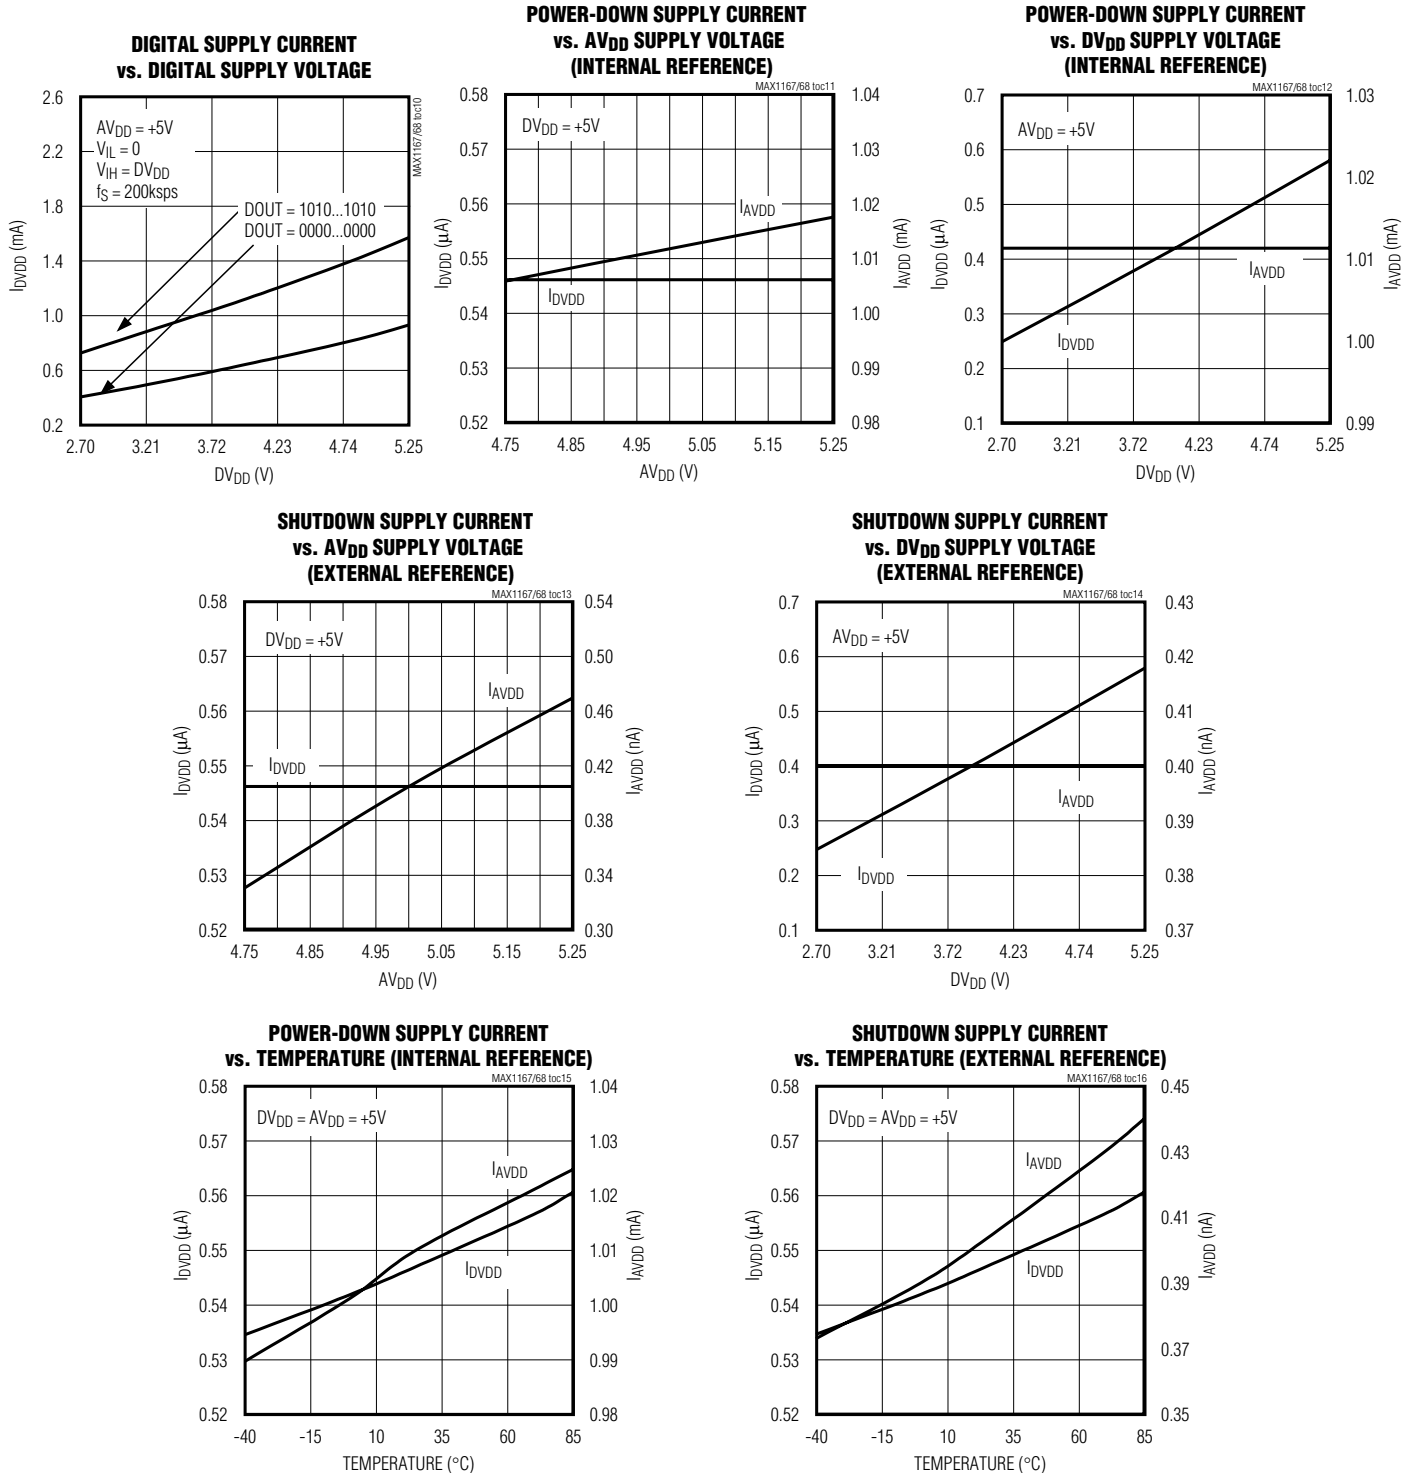 DIGITAL SUPPLY CURRENT
vs. DIGITAL SUPPLY VOLTAGE
MAX1167/68 toc10
2.6
2.2
1.8
1.4
1.0
0.6
0.2
IDVDD (mA)
AVDD = +5V
VIL = 0
VIH = DVDD
fS = 200ksps
DOUT = 1010...1010
DOUT = 0000...0000
2.70 3.21 3.72 4.23 4.74 5.25
DVDD (V)
POWER-DOWN SUPPLY CURRENT
vs. AVDD SUPPLY VOLTAGE
(INTERNAL REFERENCE)
MAX1167/68 toc11
0.58
0.57
0.56
0.55
0.54
0.53
0.52
IDVDD (µA)
DVDD = +5V
IAVDD
IDVDD
1.04
1.03
1.02
1.01
1.00
0.99
0.98
IAVDD (mA)
4.75 4.85 4.95 5.05 5.15 5.25
AVDD (V)
POWER-DOWN SUPPLY CURRENT
vs. DVDD SUPPLY VOLTAGE
(INTERNAL REFERENCE)
MAX1167/68 toc12
0.7
0.6
0.5
0.4
0.3
0.2
0.1
IDVDD (µA)
AVDD = +5V
IAVDD
IDVDD
1.03
1.02
1.01
1.00
0.99
IAVDD (mA)
2.70 3.21 3.72 4.23 4.74 5.25
DVDD (V)
SHUTDOWN SUPPLY CURRENT
vs. AVDD SUPPLY VOLTAGE
(EXTERNAL REFERENCE)
MAX1167/68 toc13
0.58
0.57
0.56
0.55
0.54
0.53
0.52
IDVDD (µA)
DVDD = +5V
IAVDD
IDVDD
0.54
0.50
0.46
0.42
0.38
0.34
0.30
IAVDD (nA)
4.75 4.85 4.95 5.05 5.15 5.25
AVDD (V)
SHUTDOWN SUPPLY CURRENT
vs. DVDD SUPPLY VOLTAGE
(EXTERNAL REFERENCE)
MAX1167/68 toc14
0.7
0.6
0.5
0.4
0.3
0.2
0.1
IDVDD (µA)
AVDD = +5V
IAVDD
IDVDD
0.43
0.42
0.41
0.40
0.39
0.38
0.37
IAVDD (nA)
2.70 3.21 3.72 4.23 4.74 5.25
DVDD (V)
POWER-DOWN SUPPLY CURRENT
vs. TEMPERATURE (INTERNAL REFERENCE)
MAX1167/68 toc15
0.58
0.57
0.56
0.55
0.54
0.53
0.52
IDVDD (µA)
DVDD = AVDD = +5V
IAVDD
IDVDD
1.04
1.03
1.02
1.01
1.00
0.99
0.98
IAVDD (mA)
-40 -15 10 35 60 85
TEMPERATURE (°C)
SHUTDOWN SUPPLY CURRENT
vs. TEMPERATURE (EXTERNAL REFERENCE)
MAX1167/68 toc16
0.58
0.57
0.56
0.55
0.54
0.53
0.52
IDVDD (µA)
DVDD = AVDD = +5V
IAVDD
IDVDD
0.45
0.43
0.41
0.39
0.37
0.35
IAVDD (nA)
-40 -15 10 35 60 85
TEMPERATURE (°C)